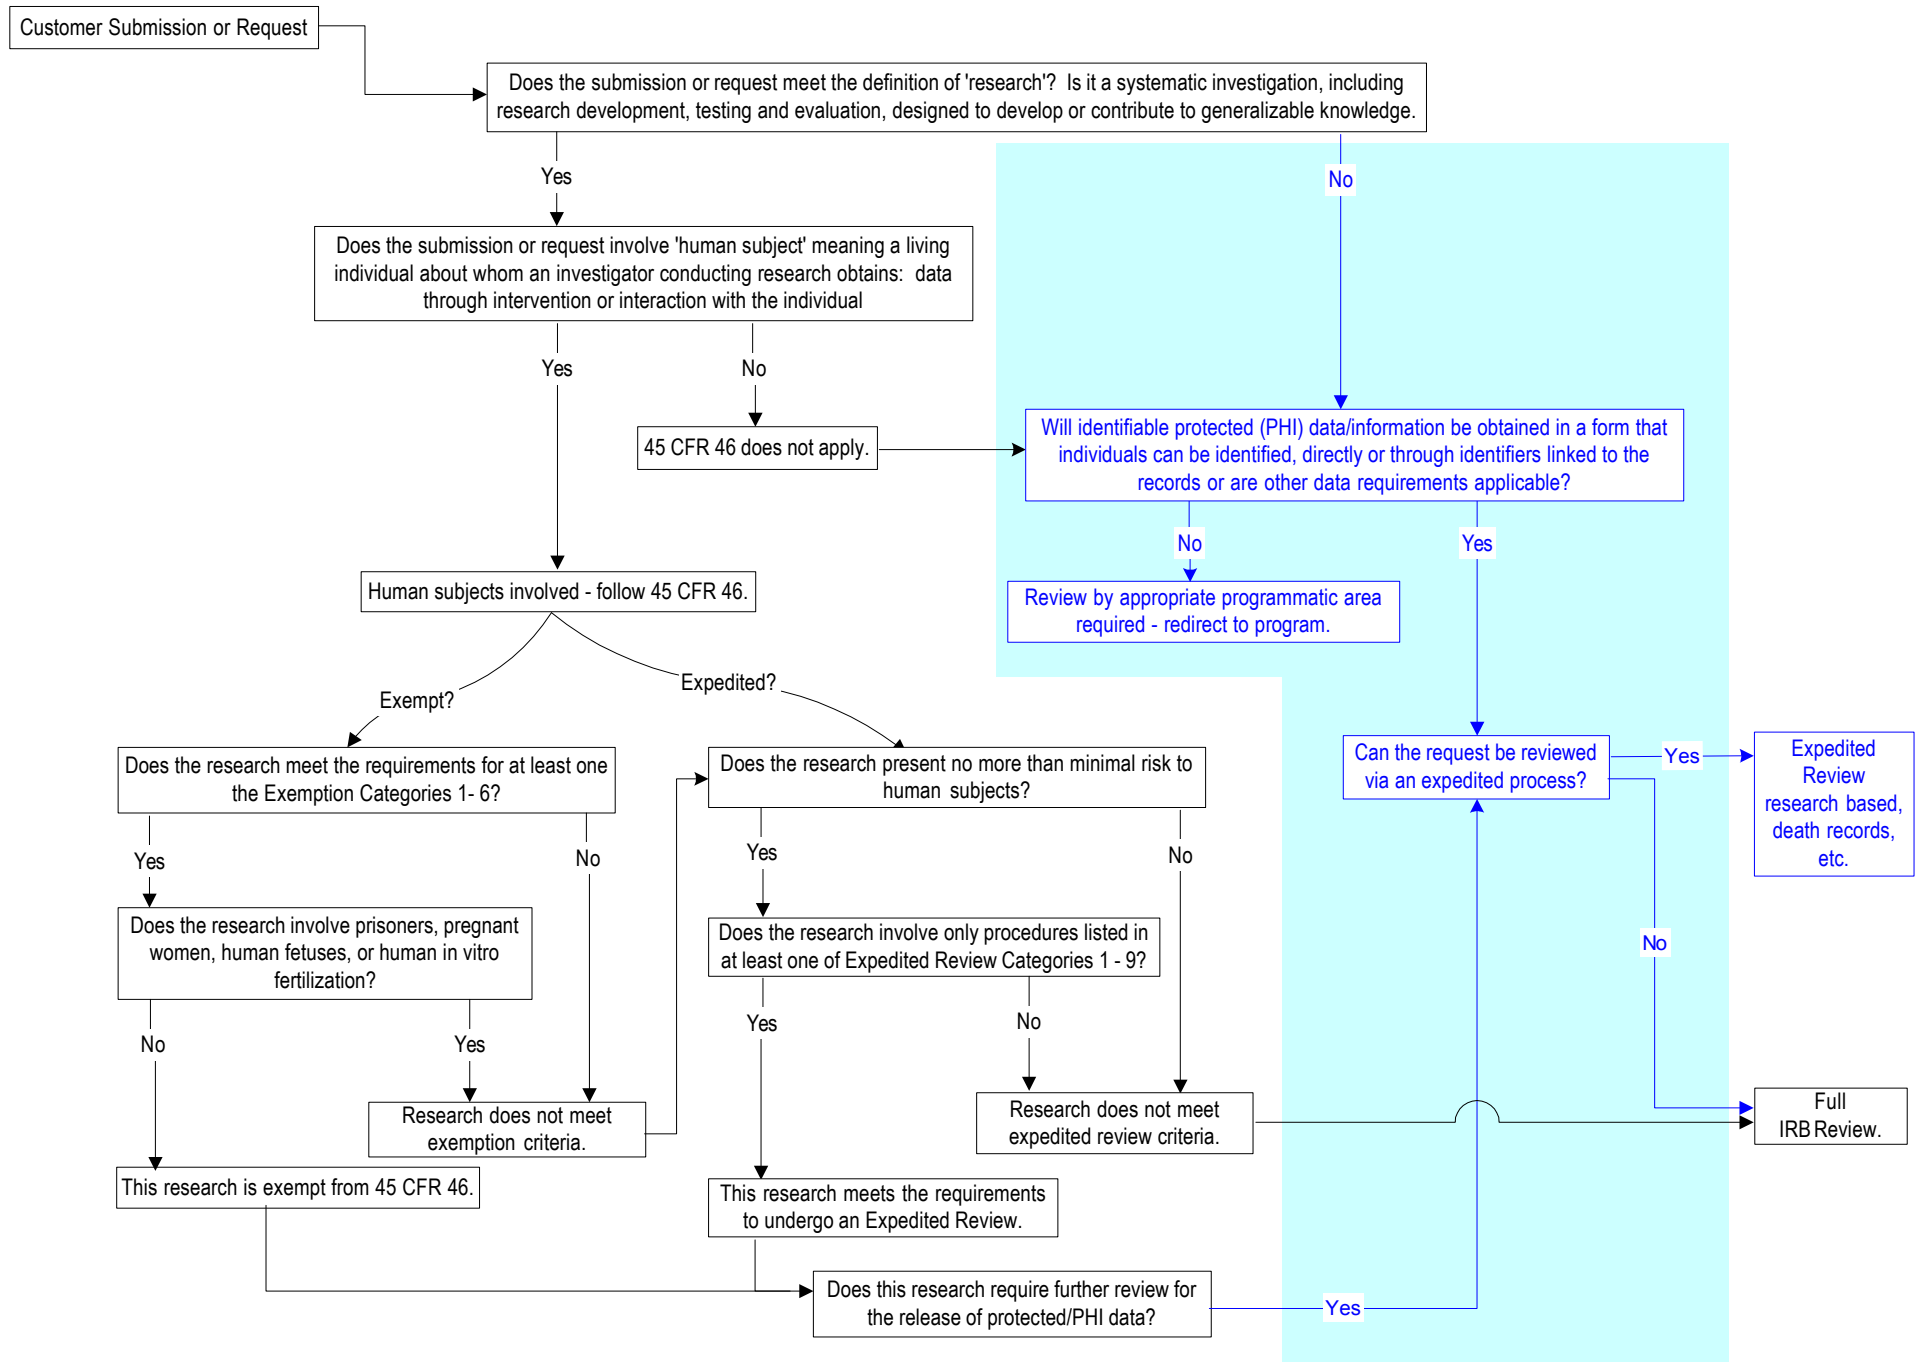 Customer Submission or Request
Does the submission or request meet the definition of 'research'? Is it a systematic investigation, including
research development, testing and evaluation, designed to develop or contribute to generalizable knowledge.
Yes
No
Does the submission or request involve 'human subject' meaning a living
individual about whom an investigator conducting research obtains: data
through intervention or interaction with the individual
Yes
No
45 CFR 46 does not apply.
Will identifiable protected (PHI) data/information be obtained in a form that
individuals can be identified, directly or through identifiers linked to the
records or are other data requirements applicable?
No
Yes
Review by appropriate programmatic area
required - redirect to program.
Human subjects involved - follow 45 CFR 46.
Exempt?
Expedited?
Does the research meet the requirements for at least one
the Exemption Categories 1- 6?
Does the research present no more than minimal risk to
human subjects?
Can the request be reviewed
via an expedited process?
Yes
Expedited
Review
research based,
death records,
etc.
Yes
No
Yes
No
No
Does the research involve prisoners, pregnant
women, human fetuses, or human in vitro
fertilization?
Does the research involve only procedures listed in
at least one of Expedited Review Categories 1 - 9?
No
Yes
Yes
No
Research does not meet
exemption criteria.
Research does not meet
expedited review criteria.
Full
IRB Review.
This research is exempt from 45 CFR 46.
This research meets the requirements
to undergo an Expedited Review.
Does this research require further review for
the release of protected/PHI data?
Yes